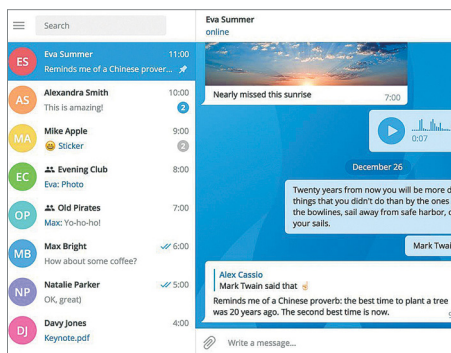 Search
ES
Eva Summer 11:00
Reminds me of a Chinese prover...
AS
Alexandra Smith 10:00
This is amazing! 2
MA
Mike Apple 9:00
😄 Sticker 2
EC
Evening Club 8:00
Eva: Photo
OP
Old Pirates 7:00
Max: Yo-ho-ho!
MB
Max Bright 6:00
How about some coffee?
NP
Natalie Parker 5:00
OK, great)
DJ
Davy Jones 4:00
Keynote.pdf
Eva Summer
online
Nearly missed this sunrise 7:00
0:07
December 26
Twenty years from now you will be more d
things that you didn't do than by the ones
the bowlines, sail away from safe harbor,
your sails.
Mark Twai
Alex Cassio
Mark Twain said that ☝
Reminds me of a Chinese proverb: the best time to plant a tree
was 20 years ago. The second best time is now.
Write a message...